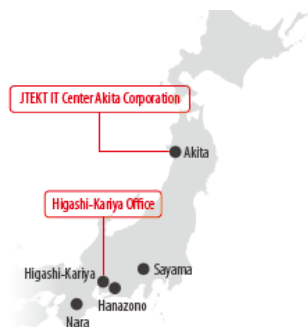 JTEKT IT Center Akita Corporation
Akita
Higashi-Kariya Office
Sayama
Higashi-Kariya
Hanazono
Nara